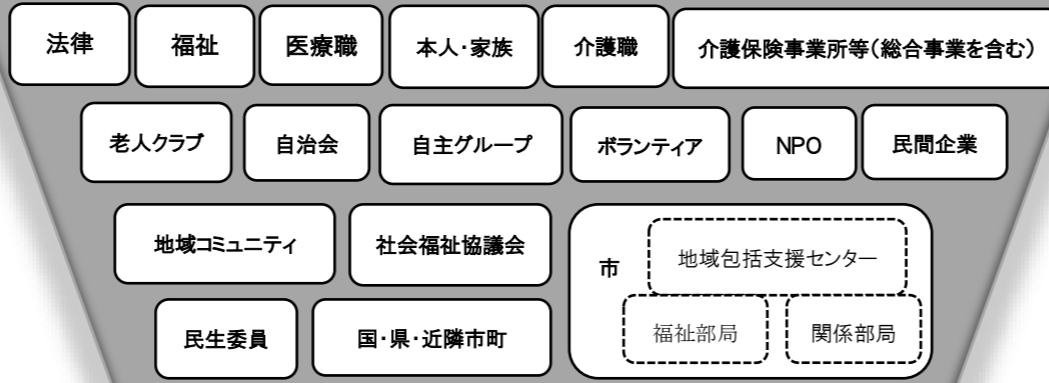 法律
福祉
医療職
本人・家族
介護職
介護保険事業所等(総合事業を含む)
老人クラブ
自治会
自主グループ
ボランティア
NPO
民間企業
地域コミュニティ
社会福祉協議会
市
地域包括支援センター
民生委員
国・県・近隣市町
福祉部局
関係部局